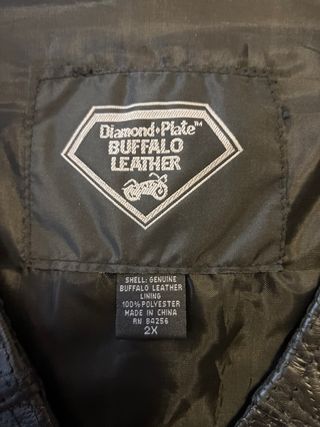 Diamond♦Plate™
BUFFALO
LEATHER
SHELL: GENUINE
BUFFALO LEATHER
LINING
100% POLYESTER
MADE IN CHINA
RN 84256
2X